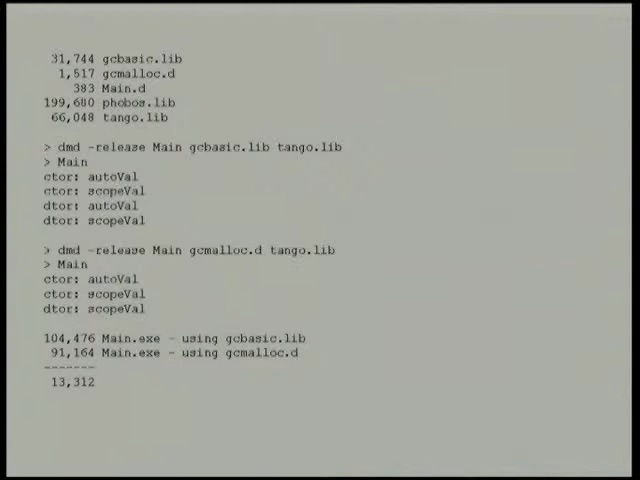 31,744 gcbasic.lib
1,517 gcmalloc.d
383 Main.d
199,680 phobos.lib
66,048 tango.lib
> dmd -release Main gcbasic.lib tango.lib
> Main
ctor: autoVal
ctor: scopeVal
dtor: autoVal
dtor: scopeVal
> dmd -release Main gcmalloc.d tango.lib
> Main
ctor: autoVal
ctor: scopeVal
dtor: scopeVal
104,476 Main.exe - using gcbasic.lib
91,164 Main.exe - using gcmalloc.d
-------
13,312